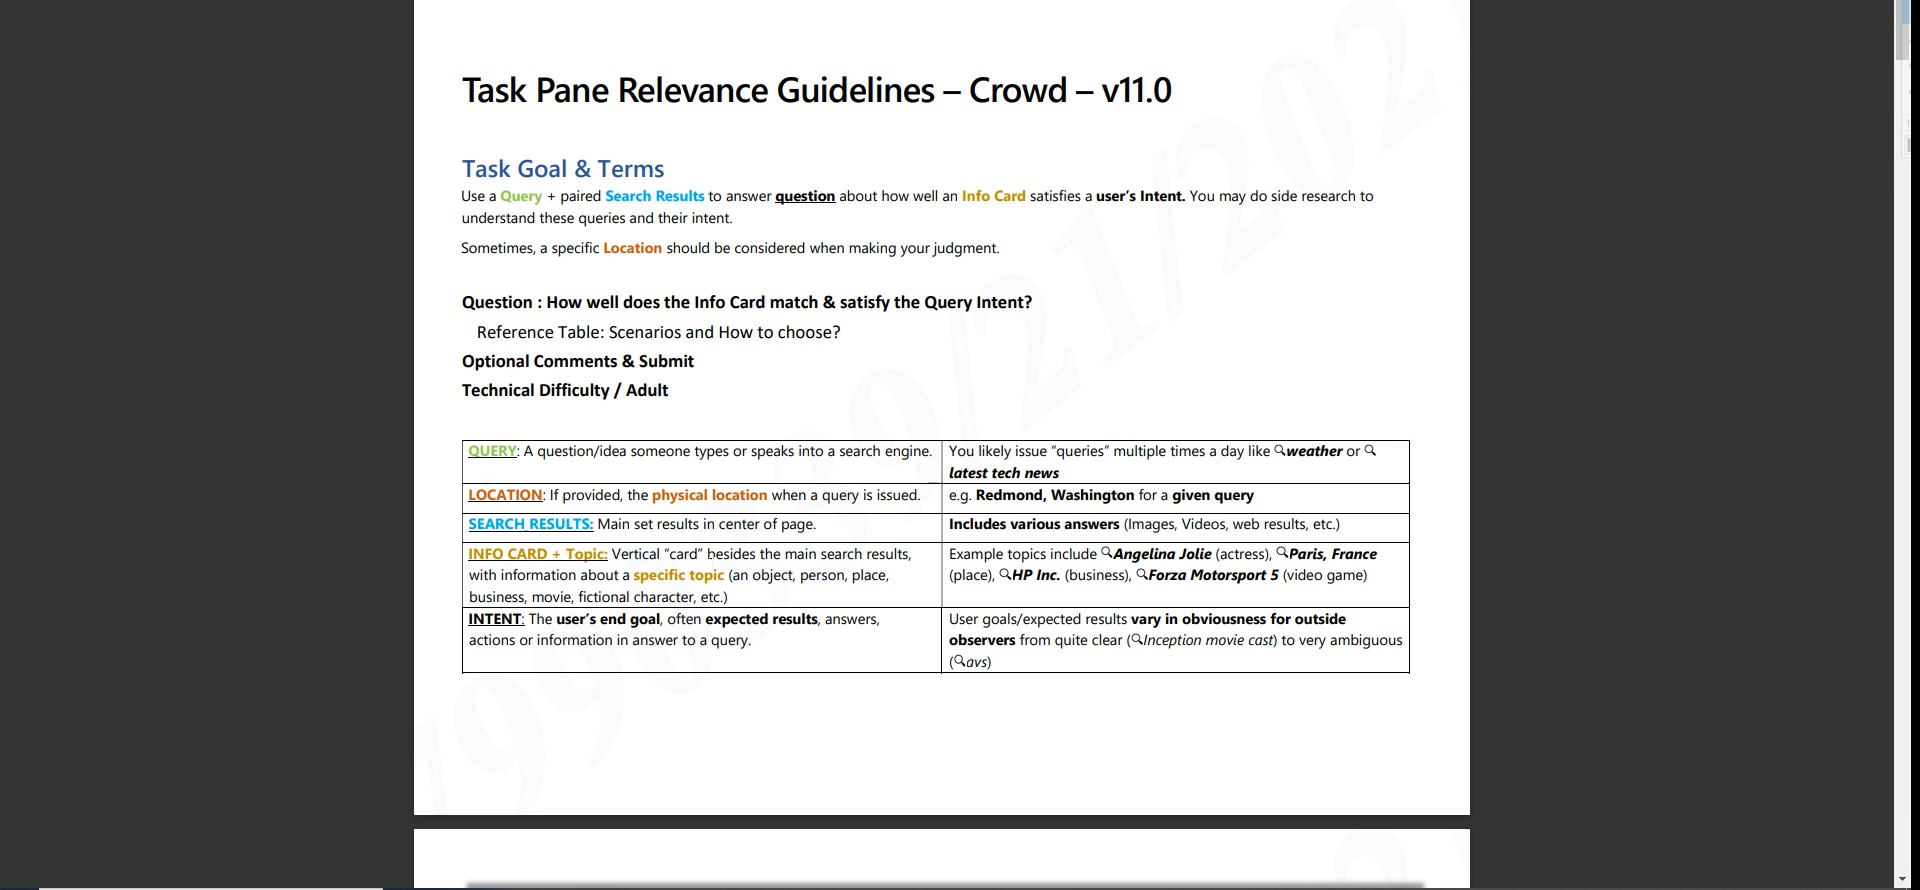 Task Pane Relevance Guidelines – Crowd – v11.0
Task Goal & Terms
Use a Query + paired Search Results to answer question about how well an Info Card satisfies a user's Intent. You may do side research to
understand these queries and their intent.
Sometimes, a specific Location should be considered when making your judgment.
Question : How well does the Info Card match & satisfy the Query Intent?
Reference Table: Scenarios and How to choose?
Optional Comments & Submit
Technical Difficulty / Adult
QUERY: A question/idea someone types or speaks into a search engine.
You likely issue "queries" multiple times a day like weather or
latest tech news
LOCATION: If provided, the physical location when a query is issued.
e.g. Redmond, Washington for a given query
SEARCH RESULTS: Main set results in center of page.
Includes various answers (Images, Videos, web results, etc.)
INFO CARD + Topic: Vertical "card" besides the main search results,
with information about a specific topic (an object, person, place,
business, movie, fictional character, etc.)
Example topics include Angelina Jolie (actress), Paris, France
(place), HP Inc. (business), Forza Motorsport 5 (video game)
INTENT: The user's end goal, often expected results, answers,
actions or information in answer to a query.
User goals/expected results vary in obviousness for outside
observers from quite clear (Inception movie cast) to very ambiguous
(avs)